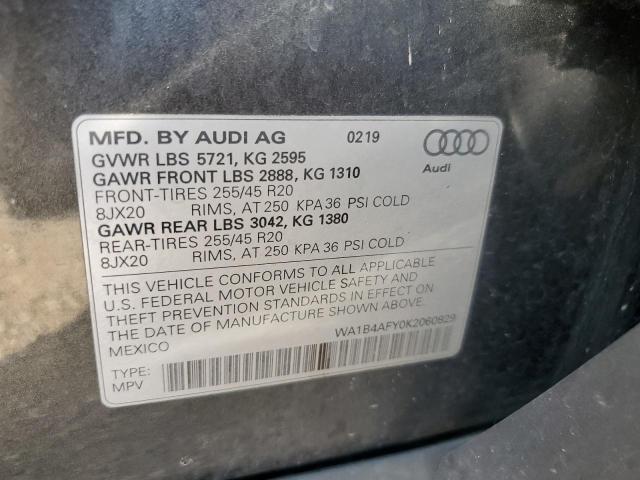 MFD. BY AUDI AG 0219
GVWR LBS 5721, KG 2595
GAWR FRONT LBS 2888, KG 1310
FRONT-TIRES 255/45 R20
8JX20 RIMS, AT 250 KPA 36 PSI COLD
GAWR REAR LBS 3042, KG 1380
REAR-TIRES 255/45 R20
8JX20 RIMS, AT 250 KPA 36 PSI COLD
Audi
THIS VEHICLE CONFORMS TO ALL APPLICABLE
U.S. FEDERAL MOTOR VEHICLE SAFETY AND
THEFT PREVENTION STANDARDS IN EFFECT ON
THE DATE OF MANUFACTURE SHOWN ABOVE.
MEXICO WA1B4AFY0K2060829
TYPE:
MPV